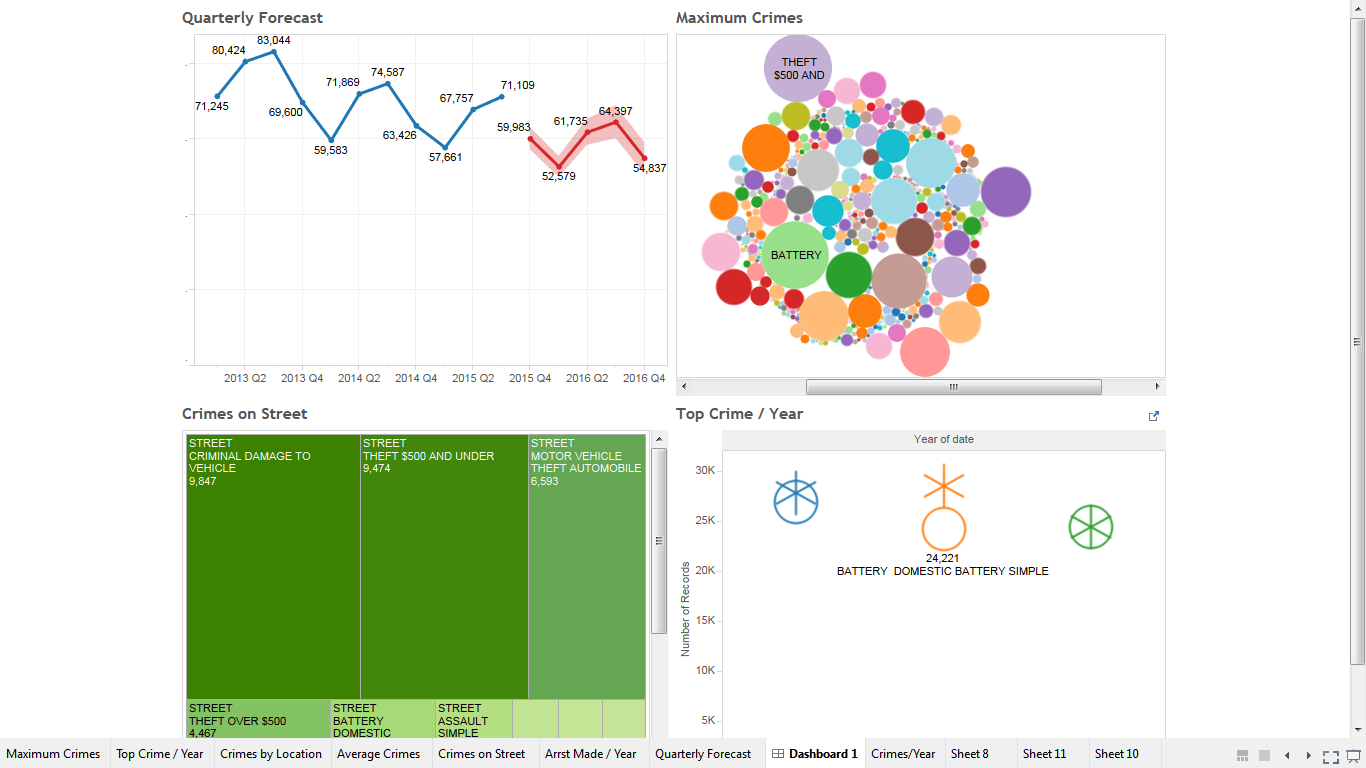 Quarterly Forecast
80,424
83,044
71,245
69,600
59,583
71,869
74,587
63,426
57,661
67,757
71,109
59,983
52,579
61,735
64,397
54,837
2013 Q2
2013 Q4
2014 Q2
2014 Q4
2015 Q2
2015 Q4
2016 Q2
2016 Q4
Maximum Crimes
THEFT
$500 AND
BATTERY
Crimes on Street
STREET
CRIMINAL DAMAGE TO
VEHICLE
9,847
STREET
THEFT $500 AND UNDER
9,474
STREET
MOTOR VEHICLE
THEFT AUTOMOBILE
6,593
STREET
THEFT OVER $500
4,467
STREET
BATTERY
DOMESTIC
STREET
ASSAULT
SIMPLE
Top Crime / Year
Year of date
Number of Records
30K
25K
20K
15K
10K
5K
24,221
BATTERY DOMESTIC BATTERY SIMPLE
Maximum Crimes
Top Crime / Year
Crimes by Location
Average Crimes
Crimes on Street
Arrst Made / Year
Quarterly Forecast
Dashboard 1
Crimes/Year
Sheet 8
Sheet 11
Sheet 10